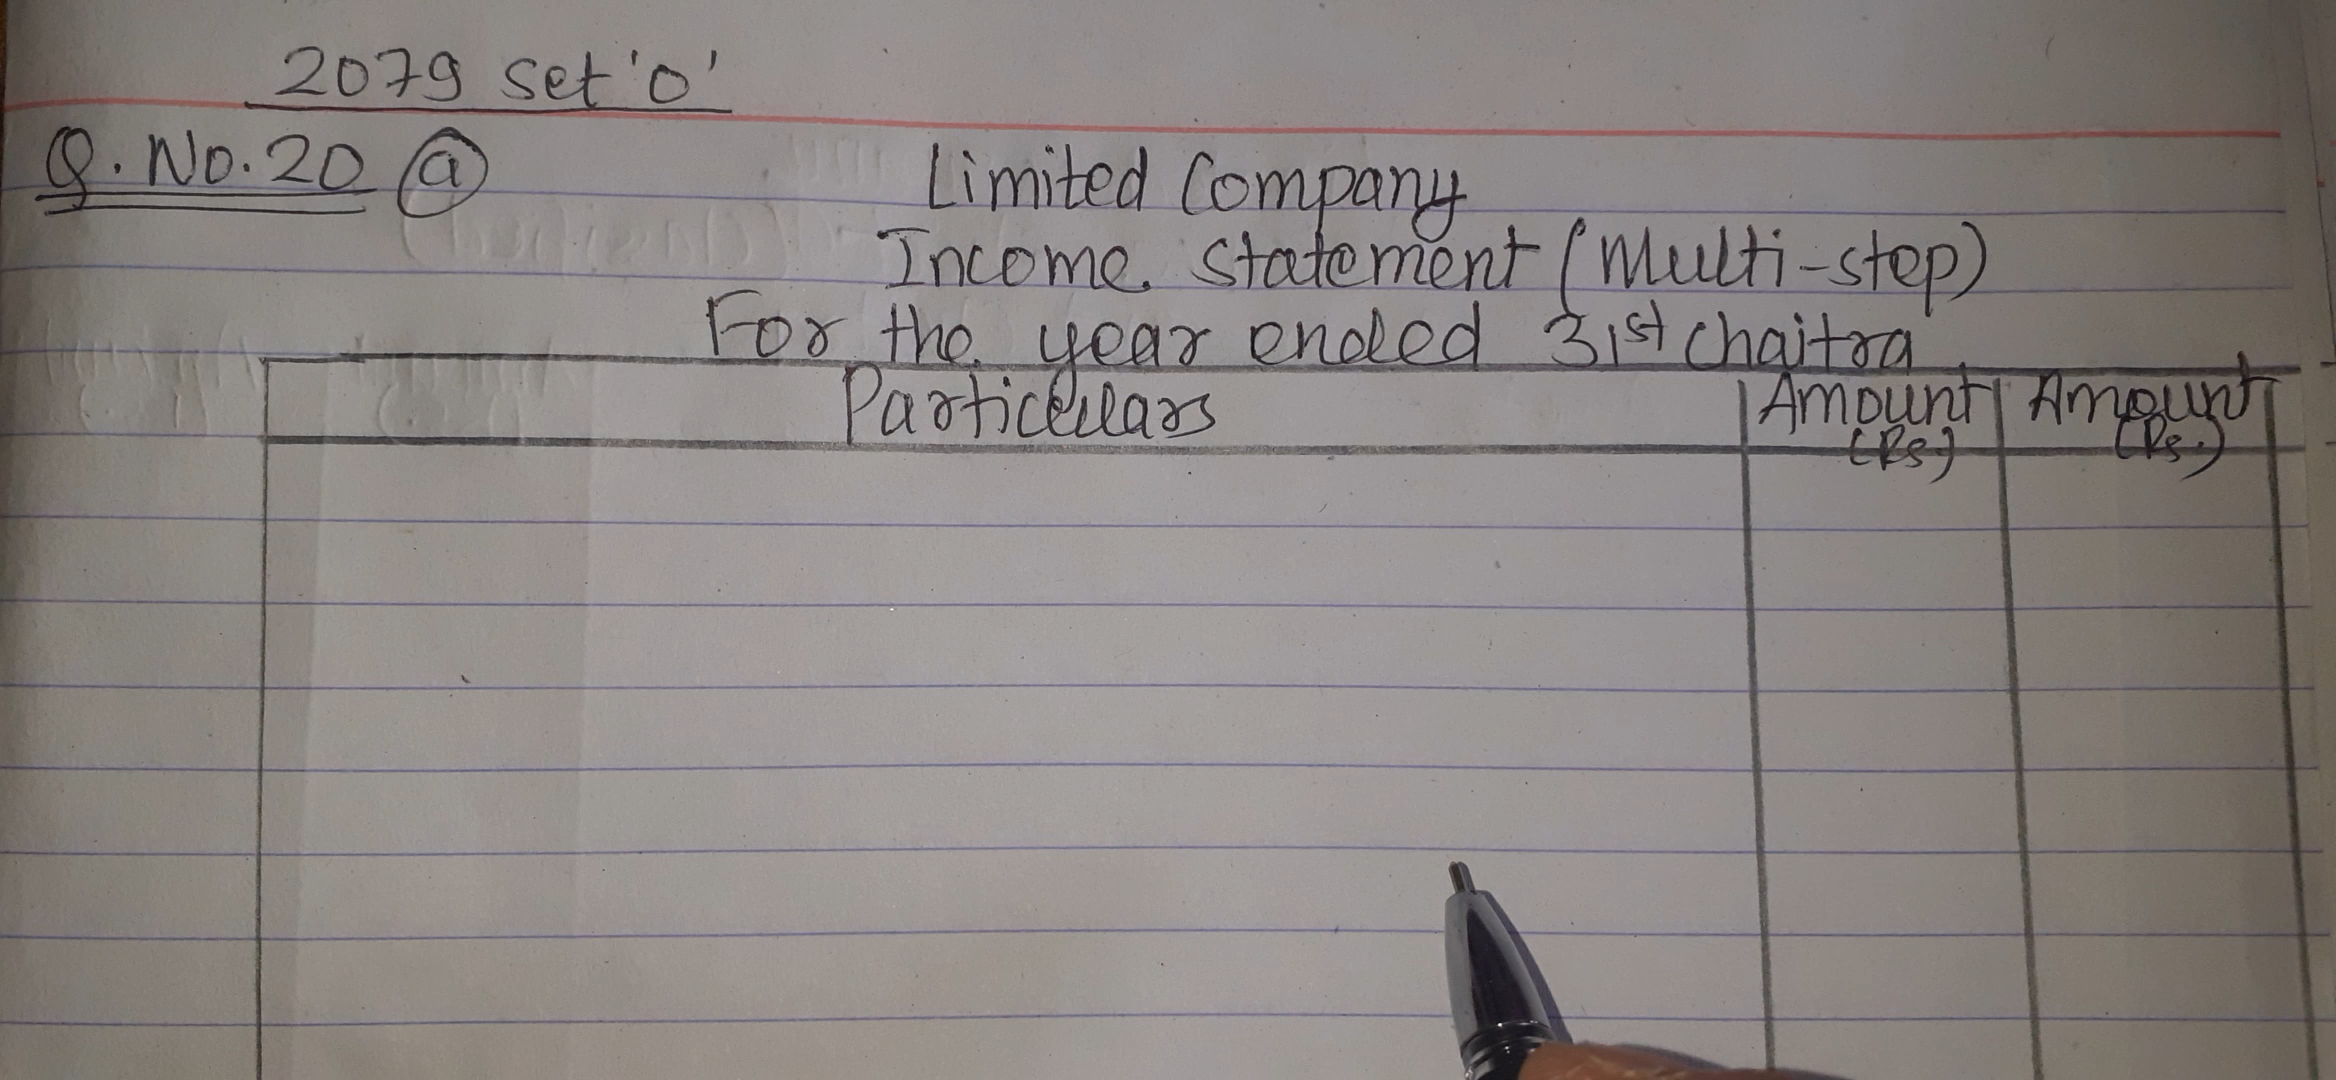 2079 set 'o'
Q. No. 20 (a)
Limited Company
Income Statement (Multi-step)
For the year ended 31st chaitra
Particulars Amount (Rs) Amount (Rs.)